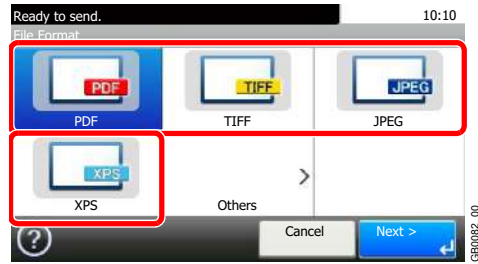 Ready to send. 10:10
File Format
PDF TIFF JPEG
PDF TIFF JPEG
XPS
XPS Others >
? Cancel Next >
GB0082_00